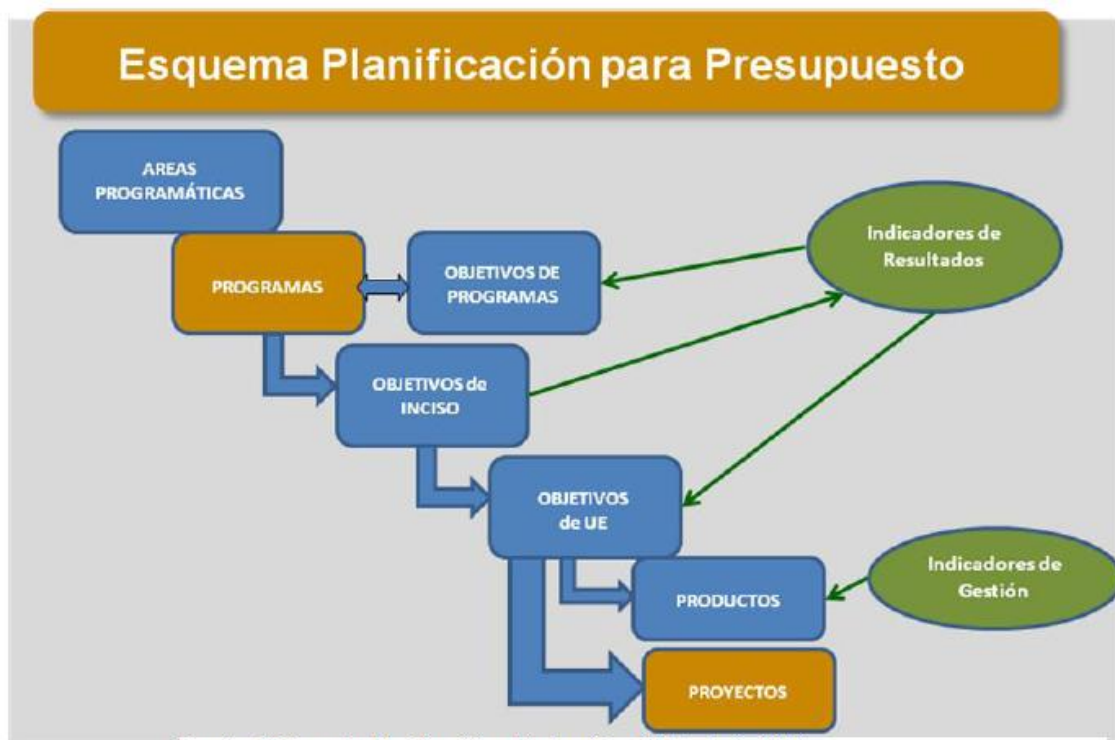 Esquema Planificación para Presupuesto
AREAS
PROGRAMÁTICAS
PROGRAMAS
OBJETIVOS DE
PROGRAMAS
Indicadores de
Resultados
OBJETIVOS de
INCISO
OBJETIVOS
de UE
PRODUCTOS
Indicadores de
Gestión
PROYECTOS